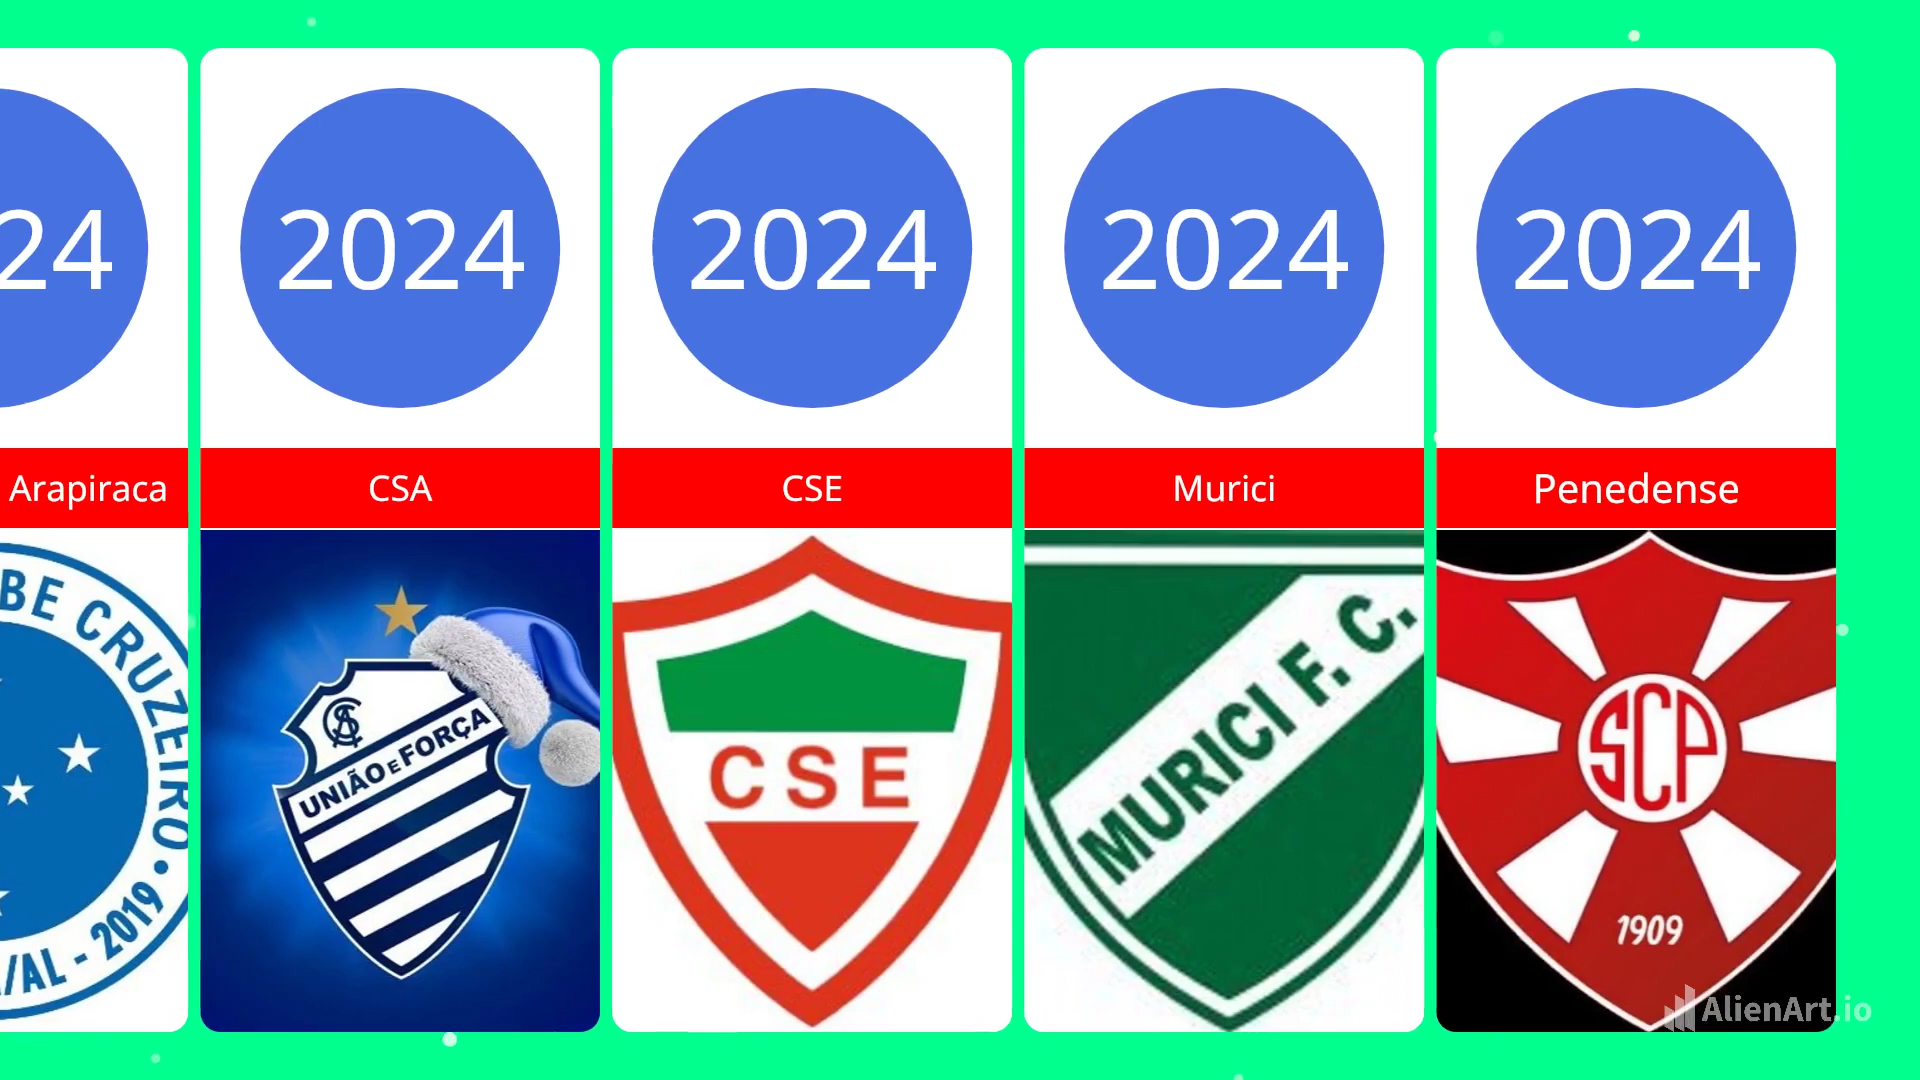 24
2024
2024
2024
2024
Arapiraca
CSA
CSE
Murici
Penedense
BE CRUZEIRO • 2019 - /AL
CSA
UNIÃO E FORÇA
CSE
MURICI F. C.
SCP
1909
AlienArt.io